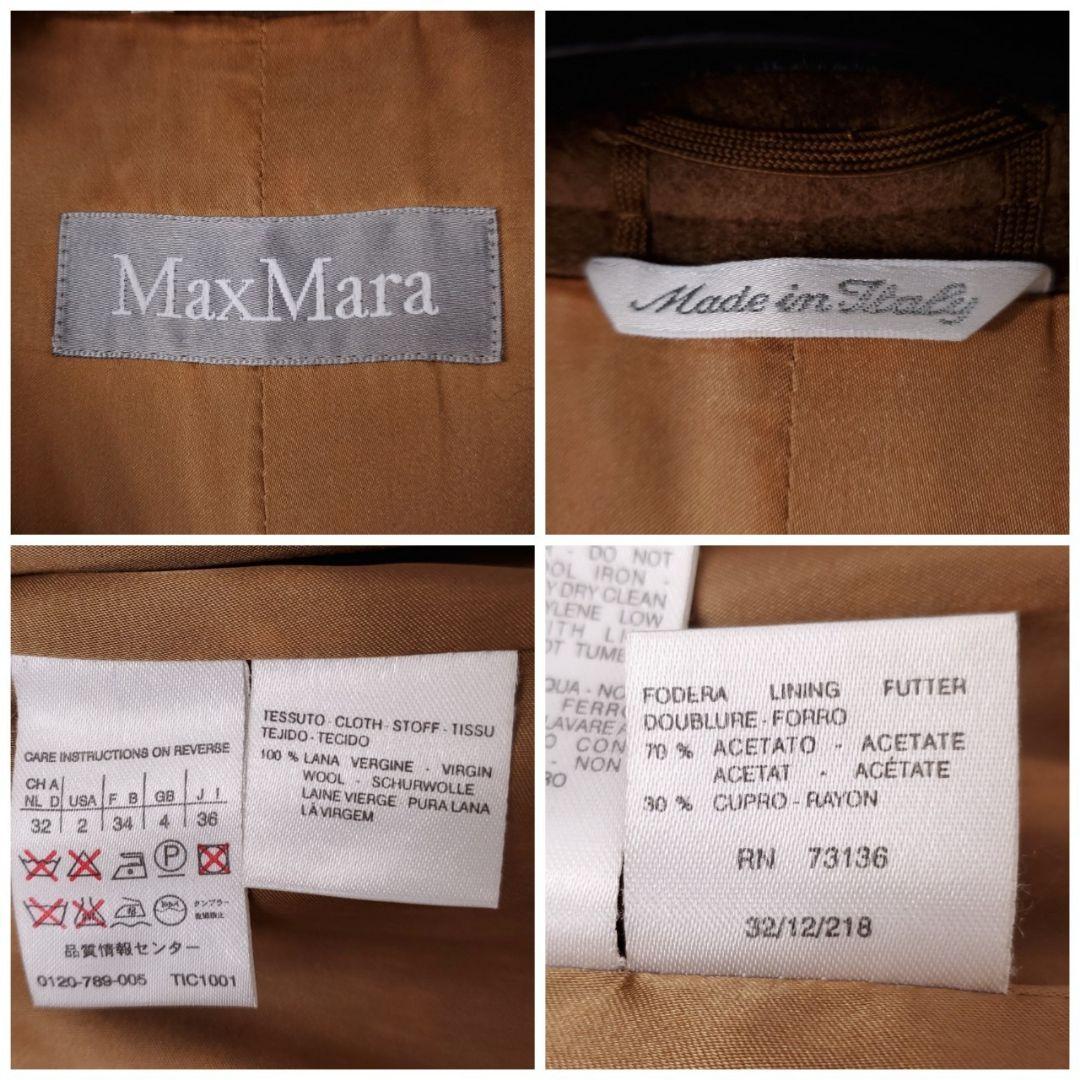 MaxMara
Made in Italy
CARE INSTRUCTIONS ON REVERSE
CH A
NL D USA F B GB J I
32 2 34 4 36
P
品質情報センター
0120-789-005 TIC1001
TESSUTO - CLOTH - STOFF - TISSU
TEJIDO - TECIDO
100 % LANA VERGINE - VIRGIN
WOOL - SCHURWOLLE
LAINE VIERGE PURA LANA
LÃ VIRGEM
DO NOT
IRON -
DRY CLEAN
LOW
FERRO
CON
- NON
FODERA LINING FUTTER
DOUBLURE - FORRO
70 % ACETATO - ACETATE
ACETAT - ACÉTATE
30 % CUPRO - RAYON
RN 73136
32/12/218